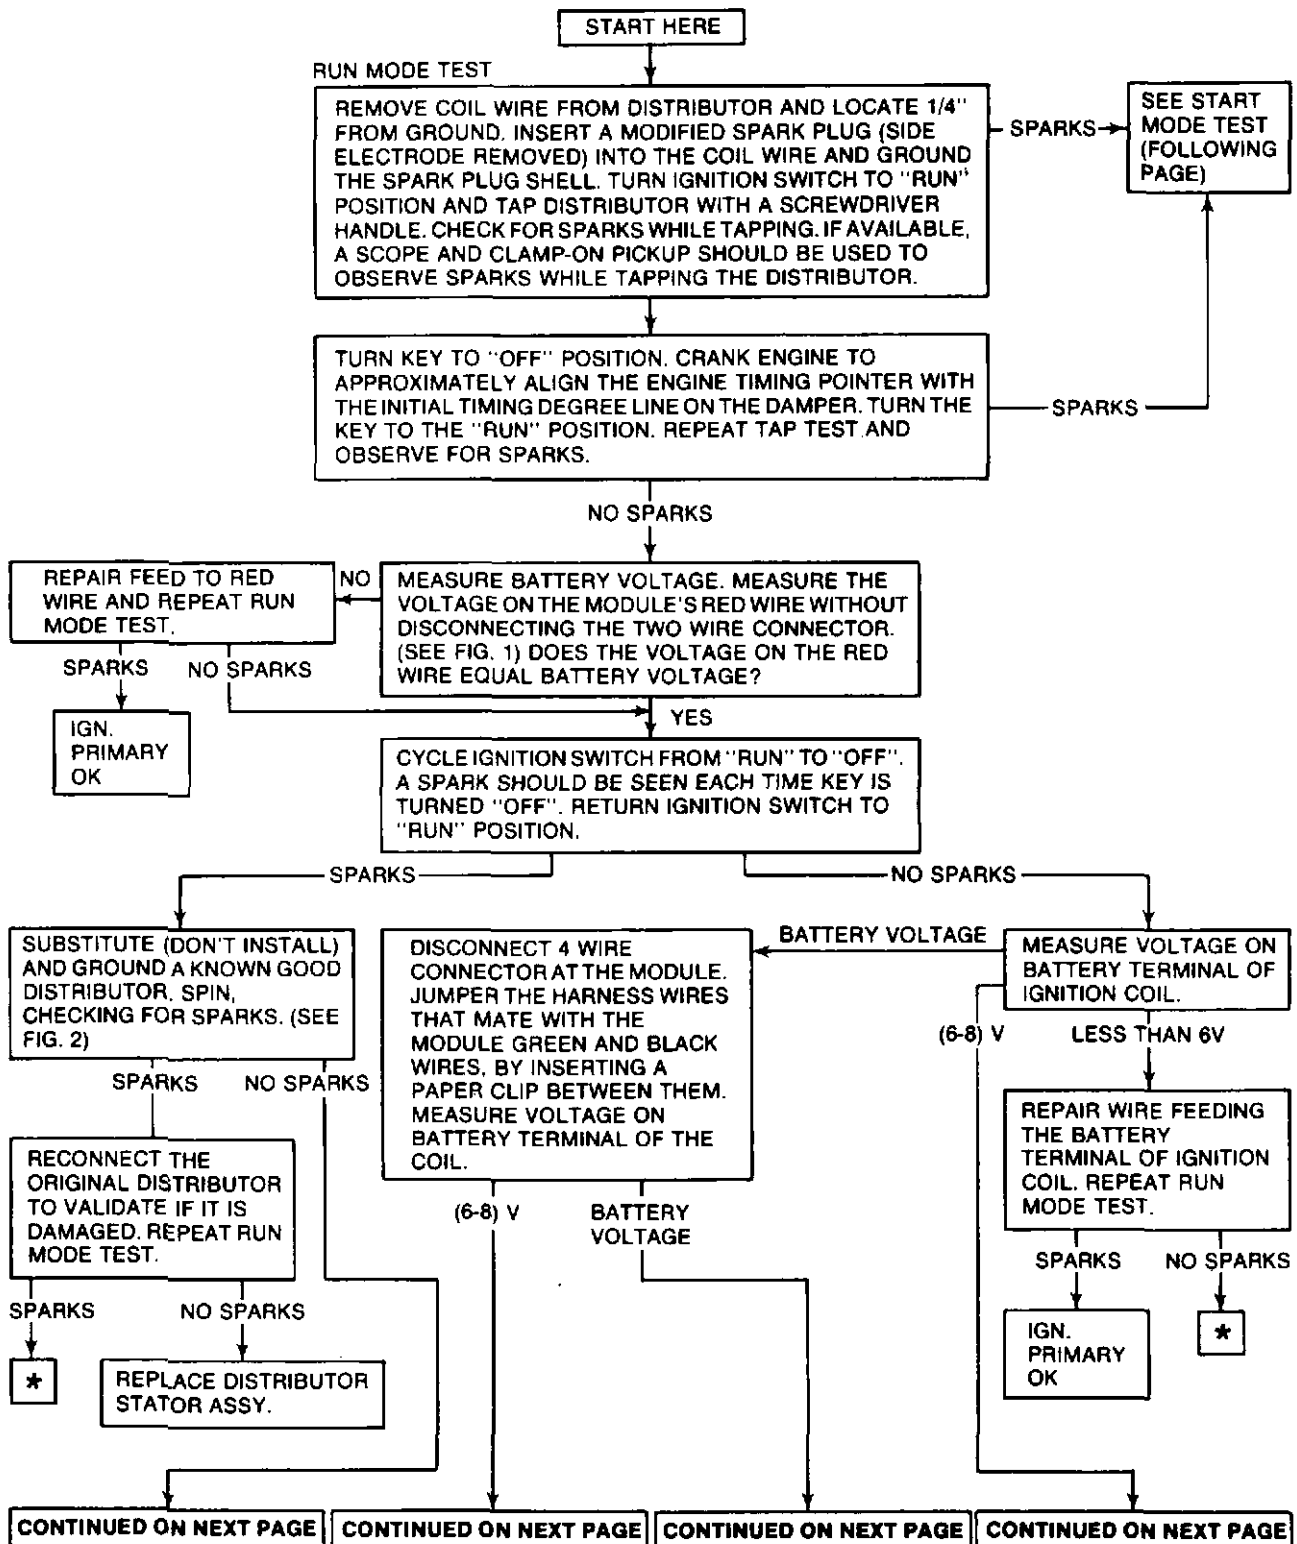 START HERE
RUN MODE TEST
REMOVE COIL WIRE FROM DISTRIBUTOR AND LOCATE 1/4"
FROM GROUND. INSERT A MODIFIED SPARK PLUG (SIDE
ELECTRODE REMOVED) INTO THE COIL WIRE AND GROUND
THE SPARK PLUG SHELL. TURN IGNITION SWITCH TO "RUN"
POSITION AND TAP DISTRIBUTOR WITH A SCREWDRIVER
HANDLE. CHECK FOR SPARKS WHILE TAPPING. IF AVAILABLE,
A SCOPE AND CLAMP-ON PICKUP SHOULD BE USED TO
OBSERVE SPARKS WHILE TAPPING THE DISTRIBUTOR.
SPARKS
SEE START
MODE TEST
(FOLLOWING
PAGE)
TURN KEY TO "OFF" POSITION. CRANK ENGINE TO
APPROXIMATELY ALIGN THE ENGINE TIMING POINTER WITH
THE INITIAL TIMING DEGREE LINE ON THE DAMPER. TURN THE
KEY TO THE "RUN" POSITION. REPEAT TAP TEST AND
OBSERVE FOR SPARKS.
SPARKS
NO SPARKS
REPAIR FEED TO RED
WIRE AND REPEAT RUN
MODE TEST.
NO
MEASURE BATTERY VOLTAGE. MEASURE THE
VOLTAGE ON THE MODULE'S RED WIRE WITHOUT
DISCONNECTING THE TWO WIRE CONNECTOR.
(SEE FIG. 1) DOES THE VOLTAGE ON THE RED
WIRE EQUAL BATTERY VOLTAGE?
SPARKS
NO SPARKS
IGN.
PRIMARY
OK
YES
CYCLE IGNITION SWITCH FROM "RUN" TO "OFF".
A SPARK SHOULD BE SEEN EACH TIME KEY IS
TURNED "OFF". RETURN IGNITION SWITCH TO
"RUN" POSITION.
SPARKS
NO SPARKS
SUBSTITUTE (DON'T INSTALL)
AND GROUND A KNOWN GOOD
DISTRIBUTOR. SPIN,
CHECKING FOR SPARKS. (SEE
FIG. 2)
DISCONNECT 4 WIRE
CONNECTOR AT THE MODULE.
JUMPER THE HARNESS WIRES
THAT MATE WITH THE
MODULE GREEN AND BLACK
WIRES, BY INSERTING A
PAPER CLIP BETWEEN THEM.
MEASURE VOLTAGE ON
BATTERY TERMINAL OF THE
COIL.
BATTERY VOLTAGE
MEASURE VOLTAGE ON
BATTERY TERMINAL OF
IGNITION COIL.
(6-8) V
LESS THAN 6V
SPARKS
NO SPARKS
RECONNECT THE
ORIGINAL DISTRIBUTOR
TO VALIDATE IF IT IS
DAMAGED. REPEAT RUN
MODE TEST.
REPAIR WIRE FEEDING
THE BATTERY
TERMINAL OF IGNITION
COIL. REPEAT RUN
MODE TEST.
(6-8) V
BATTERY
VOLTAGE
SPARKS
NO SPARKS
SPARKS
NO SPARKS
*
REPLACE DISTRIBUTOR
STATOR ASSY.
IGN.
PRIMARY
OK
*
CONTINUED ON NEXT PAGE
CONTINUED ON NEXT PAGE
CONTINUED ON NEXT PAGE
CONTINUED ON NEXT PAGE